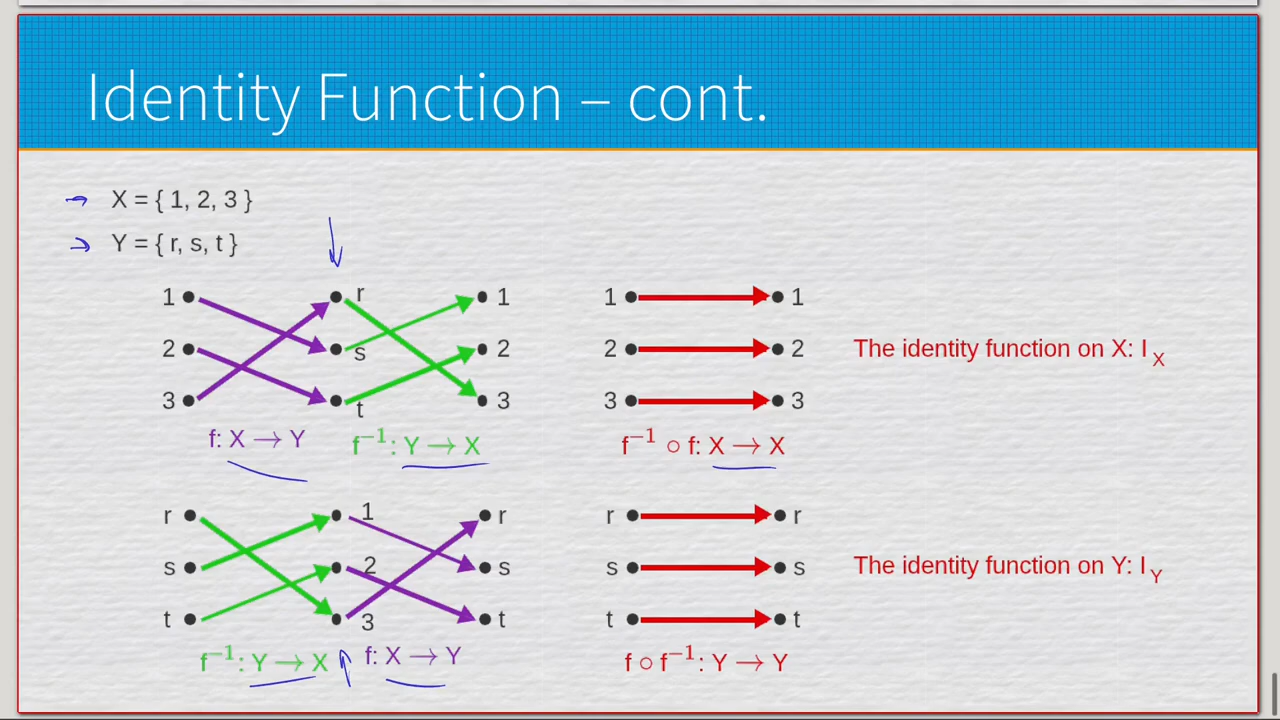 Identity Function – cont.
X = { 1, 2, 3 }
Y = { r, s, t }
1 r 1 1 1
2 s 2 2 2 The identity function on X: I X
3 t 3 3 3
f: X → Y f⁻¹: Y → X f⁻¹ ∘ f: X → X
r 1 r r r
s 2 s s s The identity function on Y: I Y
t 3 t t t
f⁻¹: Y → X f: X → Y f ∘ f⁻¹: Y → Y